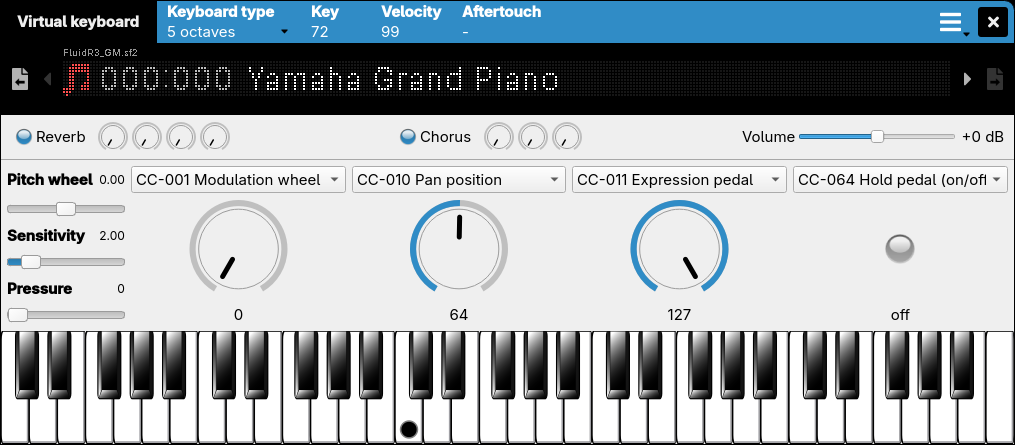 Virtual keyboard
Keyboard type Key Velocity Aftertouch
5 octaves 72 99 -
FluidR3_GM.sf2
000:000 Yamaha Grand Piano
Reverb Chorus Volume +0 dB
Pitch wheel 0.00 CC-001 Modulation wheel CC-010 Pan position CC-011 Expression pedal CC-064 Hold pedal (on/off
Sensitivity 2.00
Pressure 0
0 64 127 off